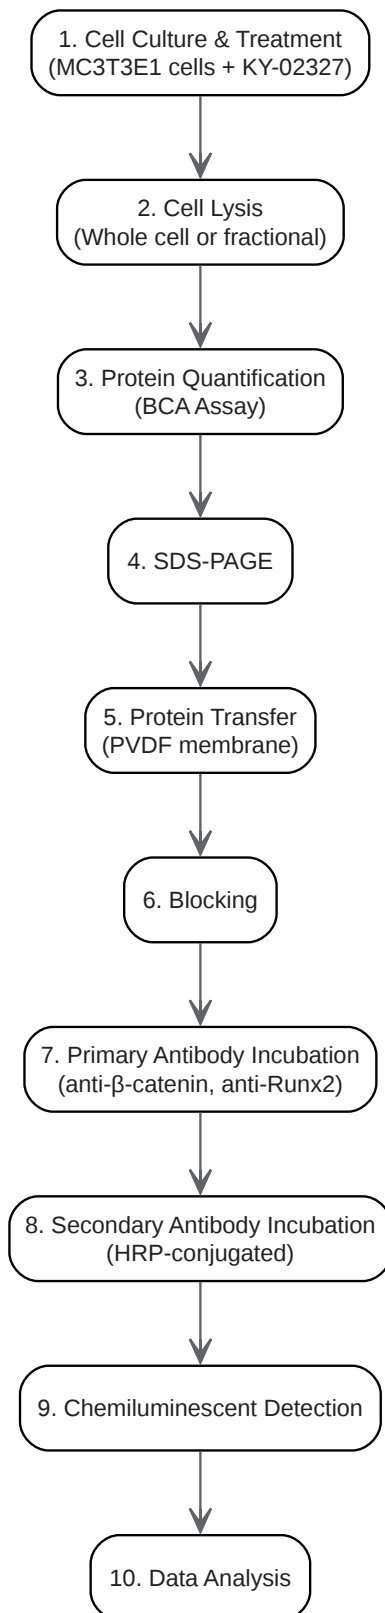 1. Cell Culture & Treatment
(MC3T3E1 cells + KY-02327)
2. Cell Lysis
(Whole cell or fractional)
3. Protein Quantification
(BCA Assay)
4. SDS-PAGE
5. Protein Transfer
(PVDF membrane)
6. Blocking
7. Primary Antibody Incubation
(anti-β-catenin, anti-Runx2)
8. Secondary Antibody Incubation
(HRP-conjugated)
9. Chemiluminescent Detection
10. Data Analysis